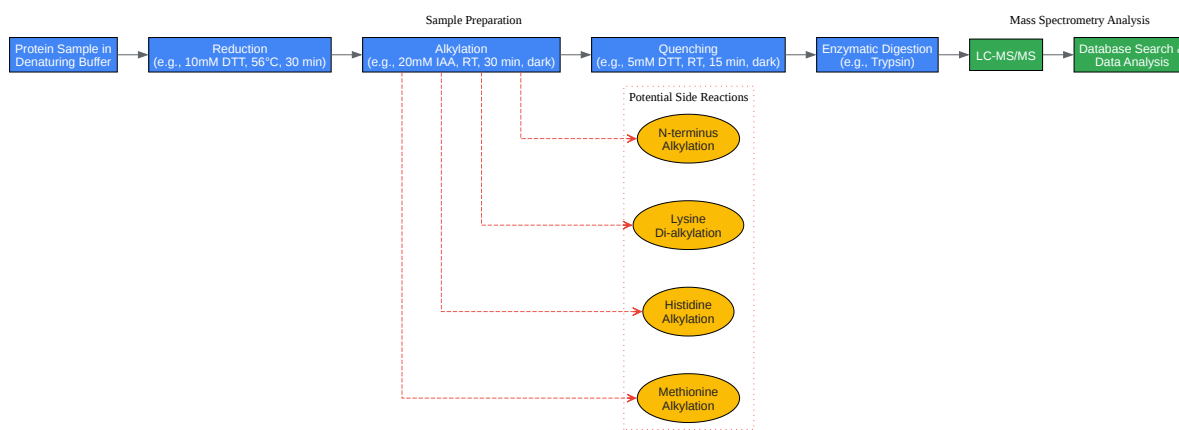 Sample Preparation
Mass Spectrometry Analysis
Protein Sample in
Denaturing Buffer
Reduction
(e.g., 10mM DTT, 56°C, 30 min)
Alkylation
(e.g., 20mM IAA, RT, 30 min, dark)
Quenching
(e.g., 5mM DTT, RT, 15 min, dark)
Enzymatic Digestion
(e.g., Trypsin)
LC-MS/MS
Database Search &
Data Analysis
Potential Side Reactions
N-terminus
Alkylation
Lysine
Di-alkylation
Histidine
Alkylation
Methionine
Alkylation